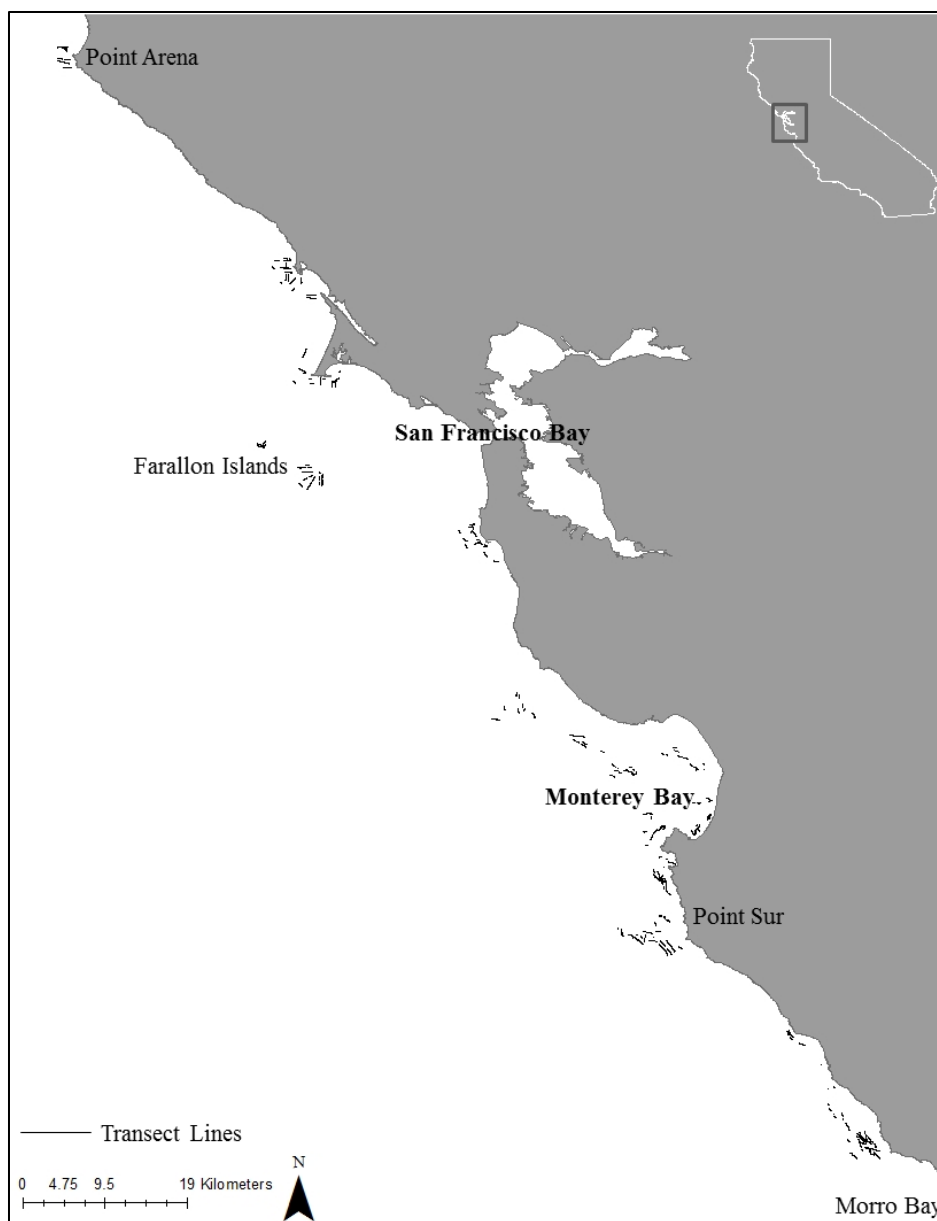 Point Arena
San Francisco Bay
Farallon Islands
Monterey Bay
Point Sur
Transect Lines
N
0 4.75 9.5 19 Kilometers
Morro Bay